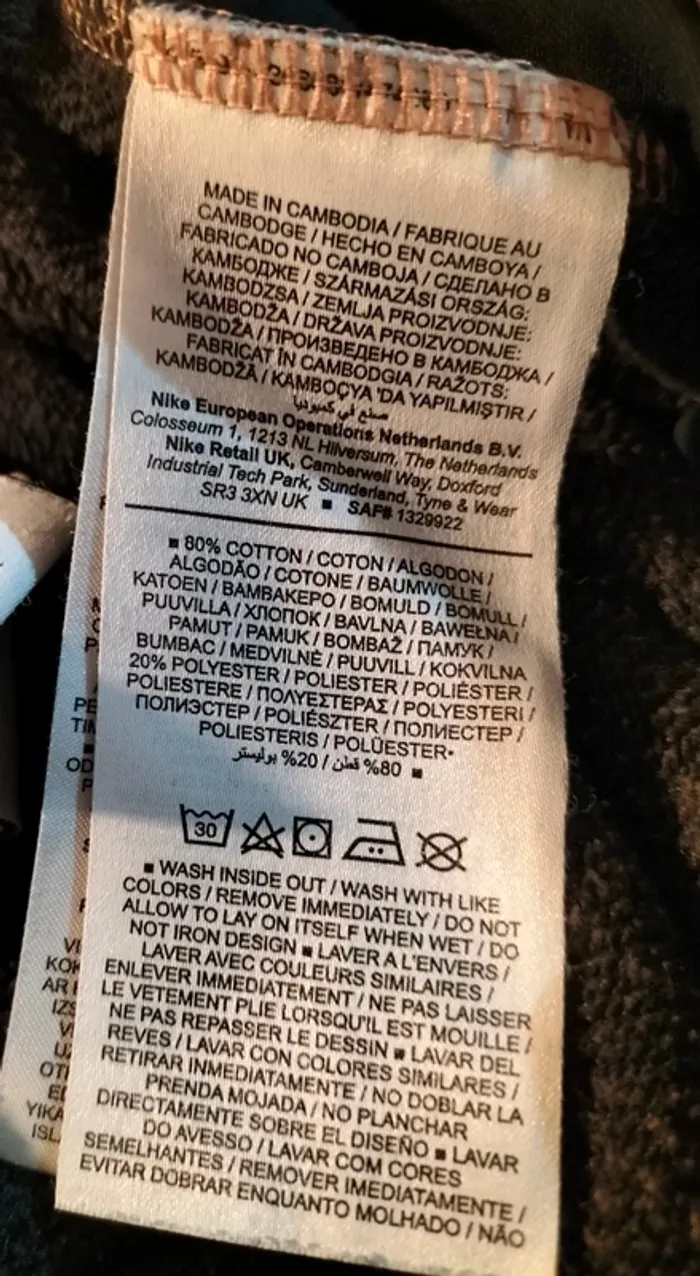 MADE IN CAMBODIA / FABRIQUE AU
CAMBODGE / HECHO EN CAMBOYA /
FABRICADO NO CAMBOJA / СДЕЛАНО В
КАМБОДЖЕ / SZÁRMAZÁSI ORSZÁG:
KAMBODZSA / ZEMLJA PROIZVODNJE:
KAMBODŽA / DRŽAVA PROIZVODNJE:
KAMBODŽA / ПРОИЗВЕДЕНО В КАМБОДЖА /
FABRICAT ÎN CAMBODGIA / RAŽOTS:
KAMBODŽĀ / KAMBOÇYA 'DA YAPILMIŞTIR /
صنع في كمبوديا
Nike European Operations Netherlands B.V.
Colosseum 1, 1213 NL Hilversum, The Netherlands
Nike Retail UK, Camberwell Way, Doxford
Industrial Tech Park, Sunderland, Tyne & Wear
SR3 3XN UK ■ SAF# 1329922
■ 80% COTTON / COTON / ALGODON /
ALGODÃO / COTONE / BAUMWOLLE /
KATOEN / ΒΑΜΒΑΚΕΡΟ / BOMULD / BOMULL /
PUUVILLA / ХЛОПОК / BAVLNA / BAWEŁNA /
PAMUT / PAMUK / BOMBAŽ / ПАМУК /
BUMBAC / MEDVILNĖ / PUUVILL / KOKVILNA
20% POLYESTER / POLIESTER / POLIÉSTER /
POLIESTERE / ΠΟΛΥΕΣΤΕΡΑΣ / POLYESTERI /
ПОЛИЭСТЕР / POLIÉSZTER / ПОЛИЕСТЕР /
POLIESTERIS / POLÜESTER•
80% قطن / 20% بوليستر ■
30
■ WASH INSIDE OUT / WASH WITH LIKE
COLORS / REMOVE IMMEDIATELY / DO NOT
ALLOW TO LAY ON ITSELF WHEN WET / DO
NOT IRON DESIGN ■ LAVER A L'ENVERS /
LAVER AVEC COULEURS SIMILAIRES /
ENLEVER IMMEDIATEMENT / NE PAS LAISSER
LE VETEMENT PLIE LORSQU'IL EST MOUILLE /
NE PAS REPASSER LE DESSIN ■ LAVAR DEL
REVES / LAVAR CON COLORES SIMILARES /
RETIRAR INMEDIATAMENTE / NO DOBLAR LA
PRENDA MOJADA / NO PLANCHAR
DIRECTAMENTE SOBRE EL DISEÑO ■ LAVAR
DO AVESSO / LAVAR COM CORES
SEMELHANTES / REMOVER IMEDIATAMENTE /
EVITAR DOBRAR ENQUANTO MOLHADO / NÃO